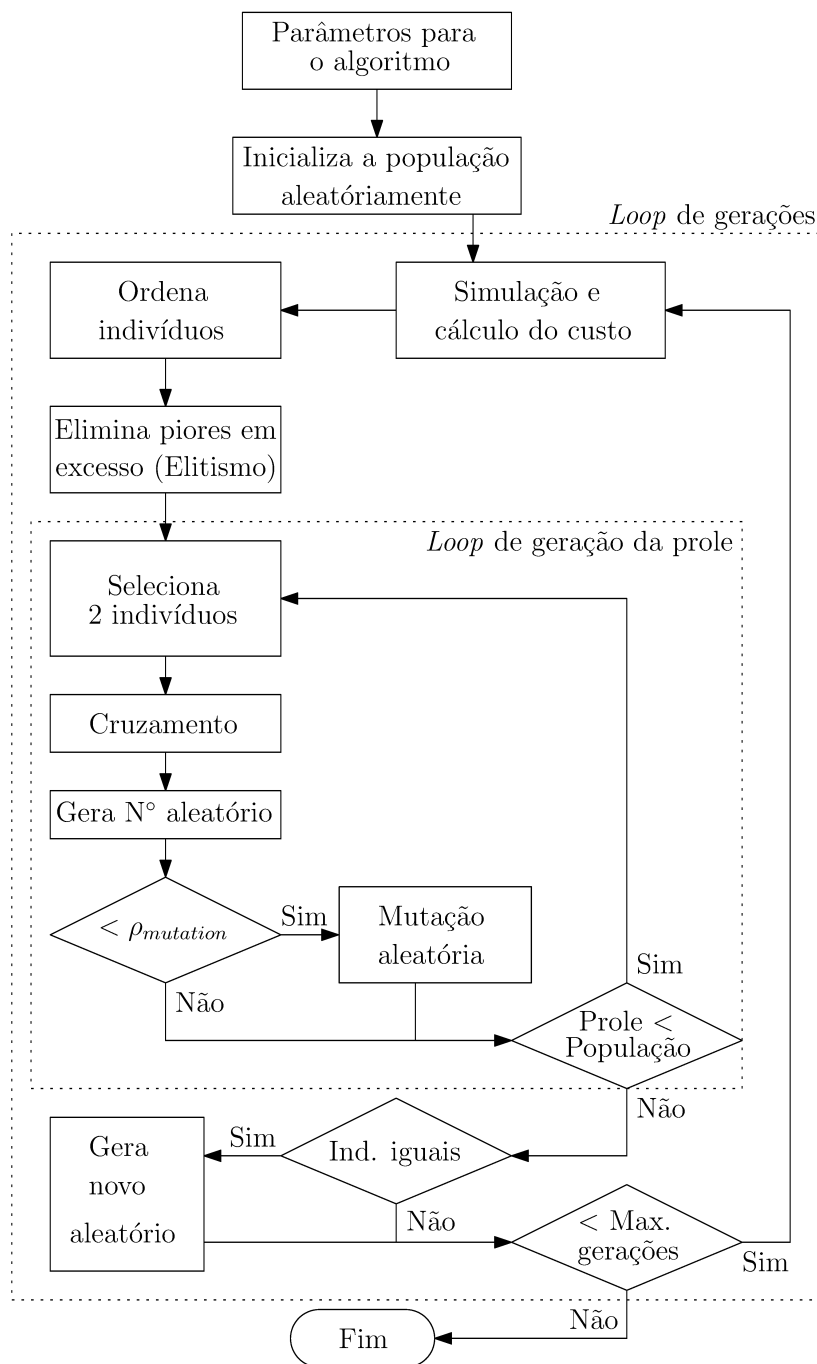 Parâmetros para
o algoritmo
Inicializa a população
aleatóriamente
Loop de gerações
Simulação e
cálculo do custo
Ordena
indivíduos
Elimina piores em
excesso (Elitismo)
Loop de geração da prole
Seleciona
2 indivíduos
Cruzamento
Gera N° aleatório
< ρmutation
Sim
Não
Mutação
aleatória
Prole <
População
Sim
Não
Ind. iguais
Sim
Não
Gera
novo
aleatório
< Max.
gerações
Sim
Não
Fim